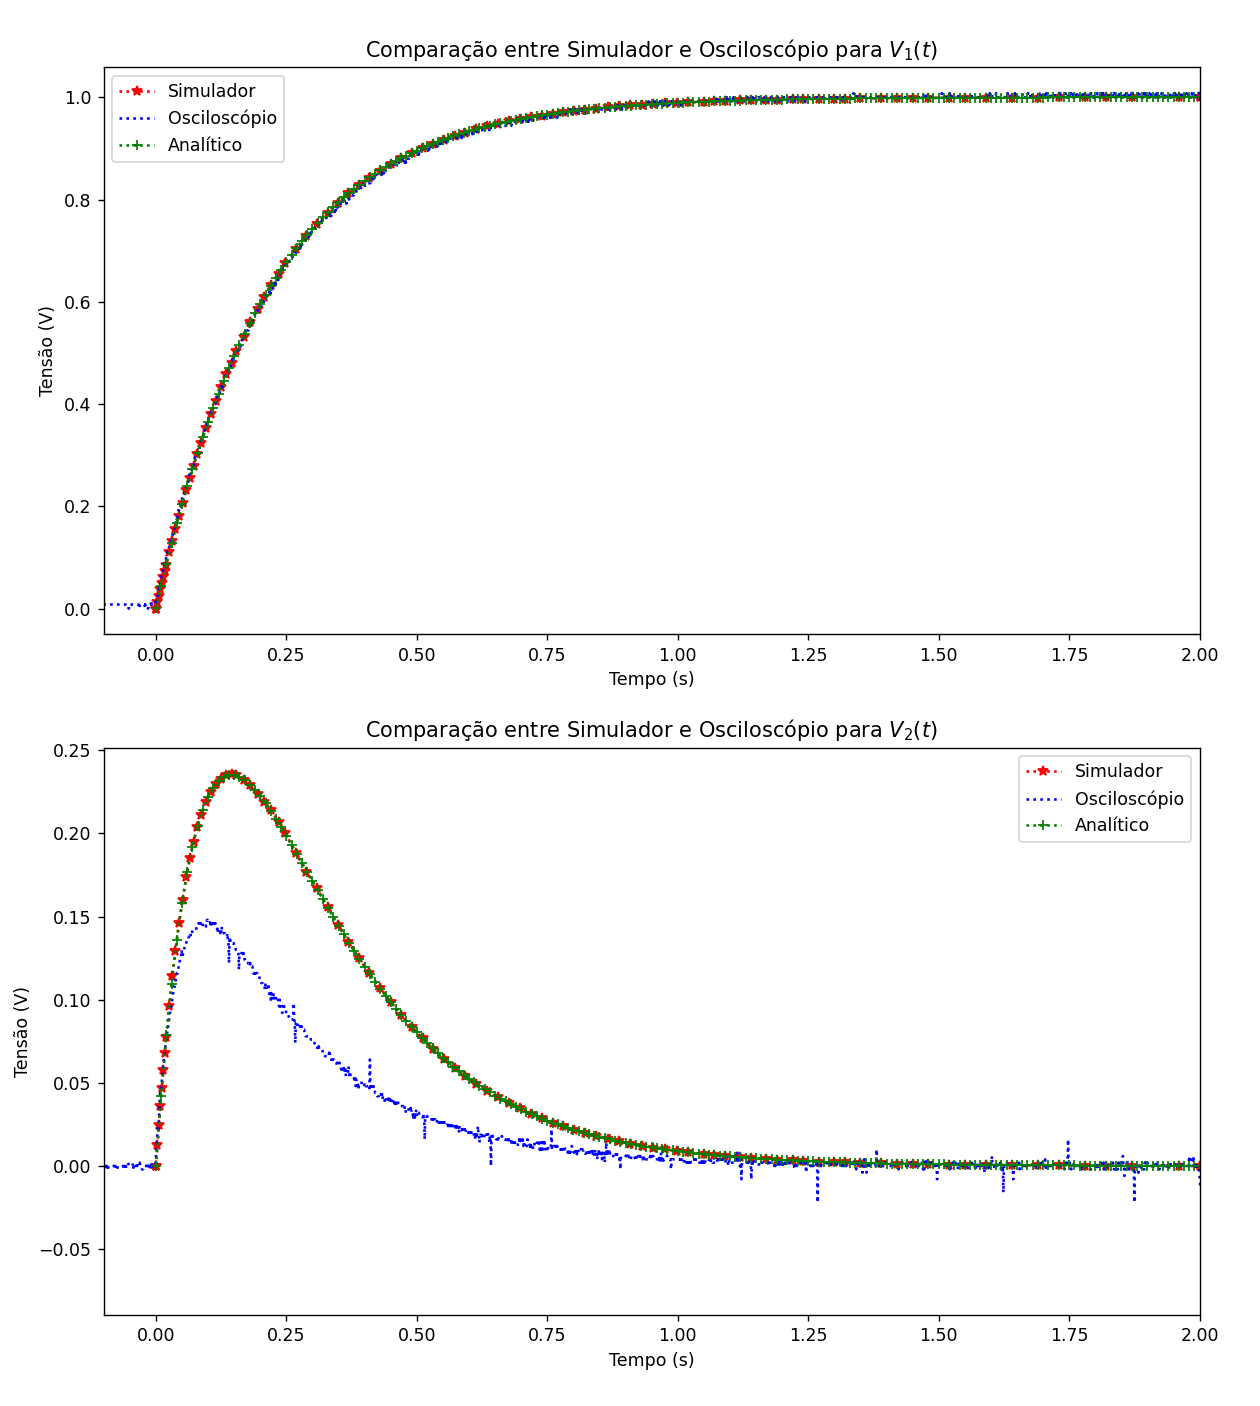 Comparação entre Simulador e Osciloscópio para V₁(t)
Simulador
Osciloscópio
Analítico
1.0
0.8
0.6
0.4
0.2
0.0
Tensão (V)
0.00 0.25 0.50 0.75 1.00 1.25 1.50 1.75 2.00
Tempo (s)
Comparação entre Simulador e Osciloscópio para V₂(t)
Simulador
Osciloscópio
Analítico
0.25
0.20
0.15
0.10
0.05
0.00
−0.05
Tensão (V)
0.00 0.25 0.50 0.75 1.00 1.25 1.50 1.75 2.00
Tempo (s)